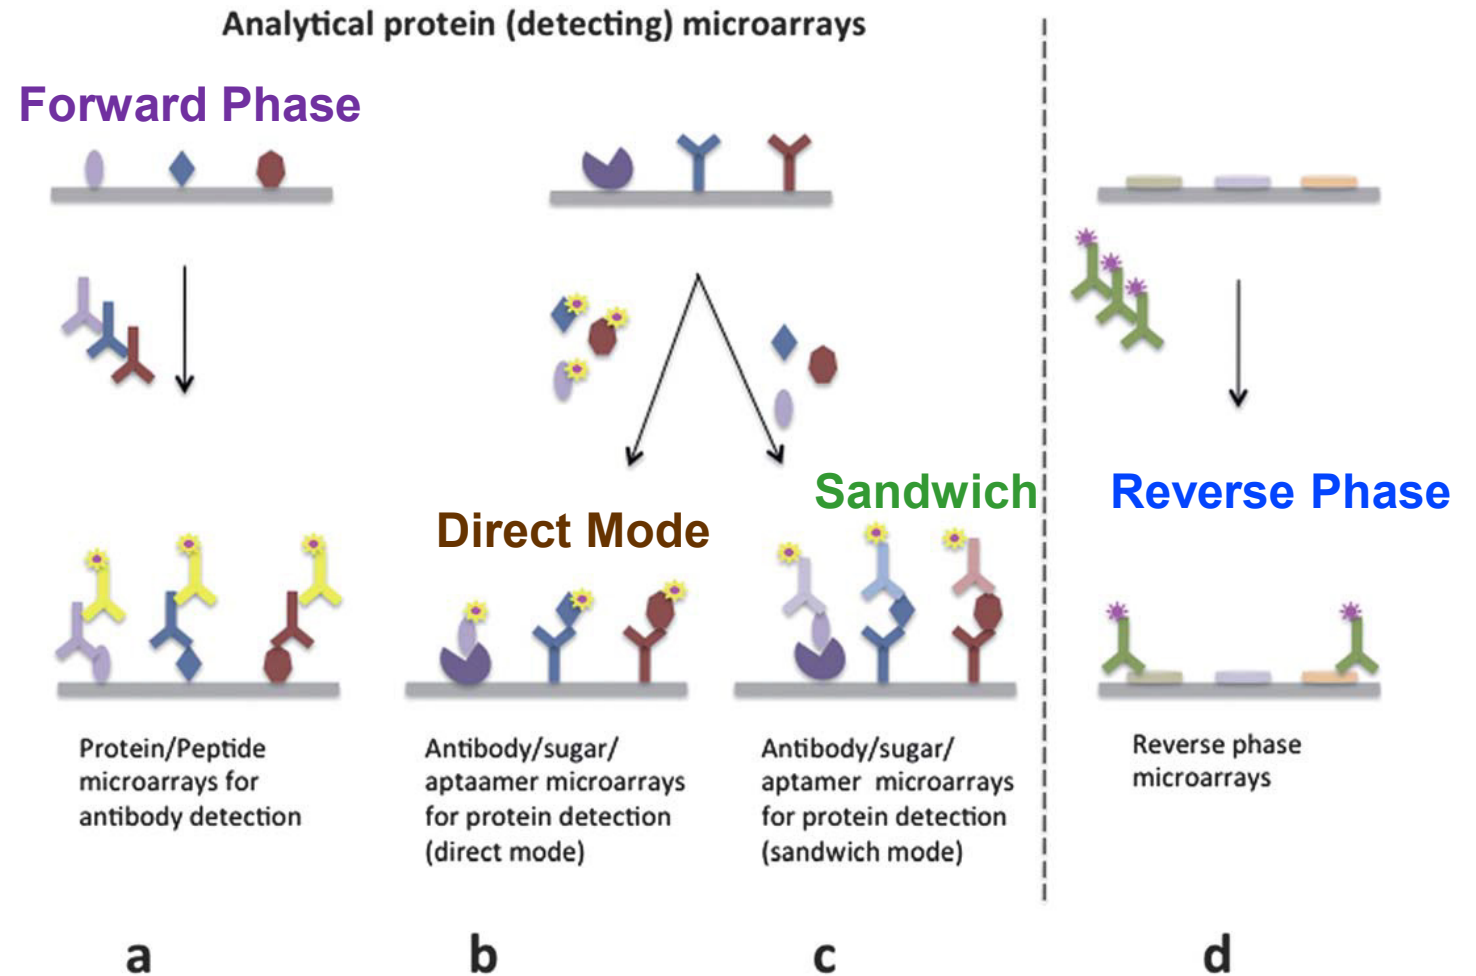 Analytical protein (detecting) microarrays
Forward Phase
Direct Mode
Sandwich
Reverse Phase
Protein/Peptide
microarrays for
antibody detection
Antibody/sugar/
aptaamer microarrays
for protein detection
(direct mode)
Antibody/sugar/
aptamer microarrays
for protein detection
(sandwich mode)
Reverse phase
microarrays
a
b
c
d